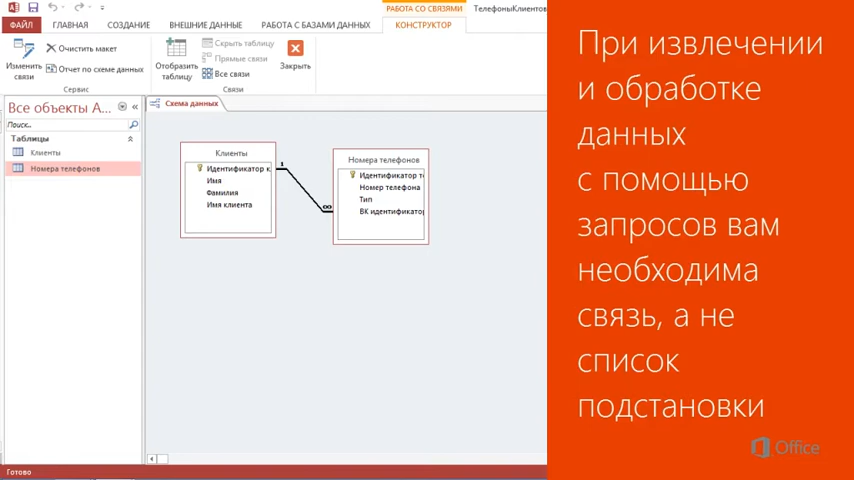 РАБОТА СО СВЯЗЯМИ
ТелефоныКлиентов
ФАЙЛ ГЛАВНАЯ СОЗДАНИЕ ВНЕШНИЕ ДАННЫЕ РАБОТА С БАЗАМИ ДАННЫХ КОНСТРУКТОР
Изменить
связи
Очистить макет
Отчет по схеме данных
Сервис
Отобразить
таблицу
Скрыть таблицу
Прямые связи
Все связи
Связи
Закрыть
Все объекты A...
Поиск..
Таблицы
Клиенты
Номера телефонов
Схема данных
Клиенты
Идентификатор к
Имя
Фамилия
Имя клиента
1
∞
Номера телефонов
Идентификатор те
Номер телефона
Тип
ВК идентификатор
Готово
При извлечении
и обработке
данных
с помощью
запросов вам
необходима
связь, а не
список
подстановки
Office